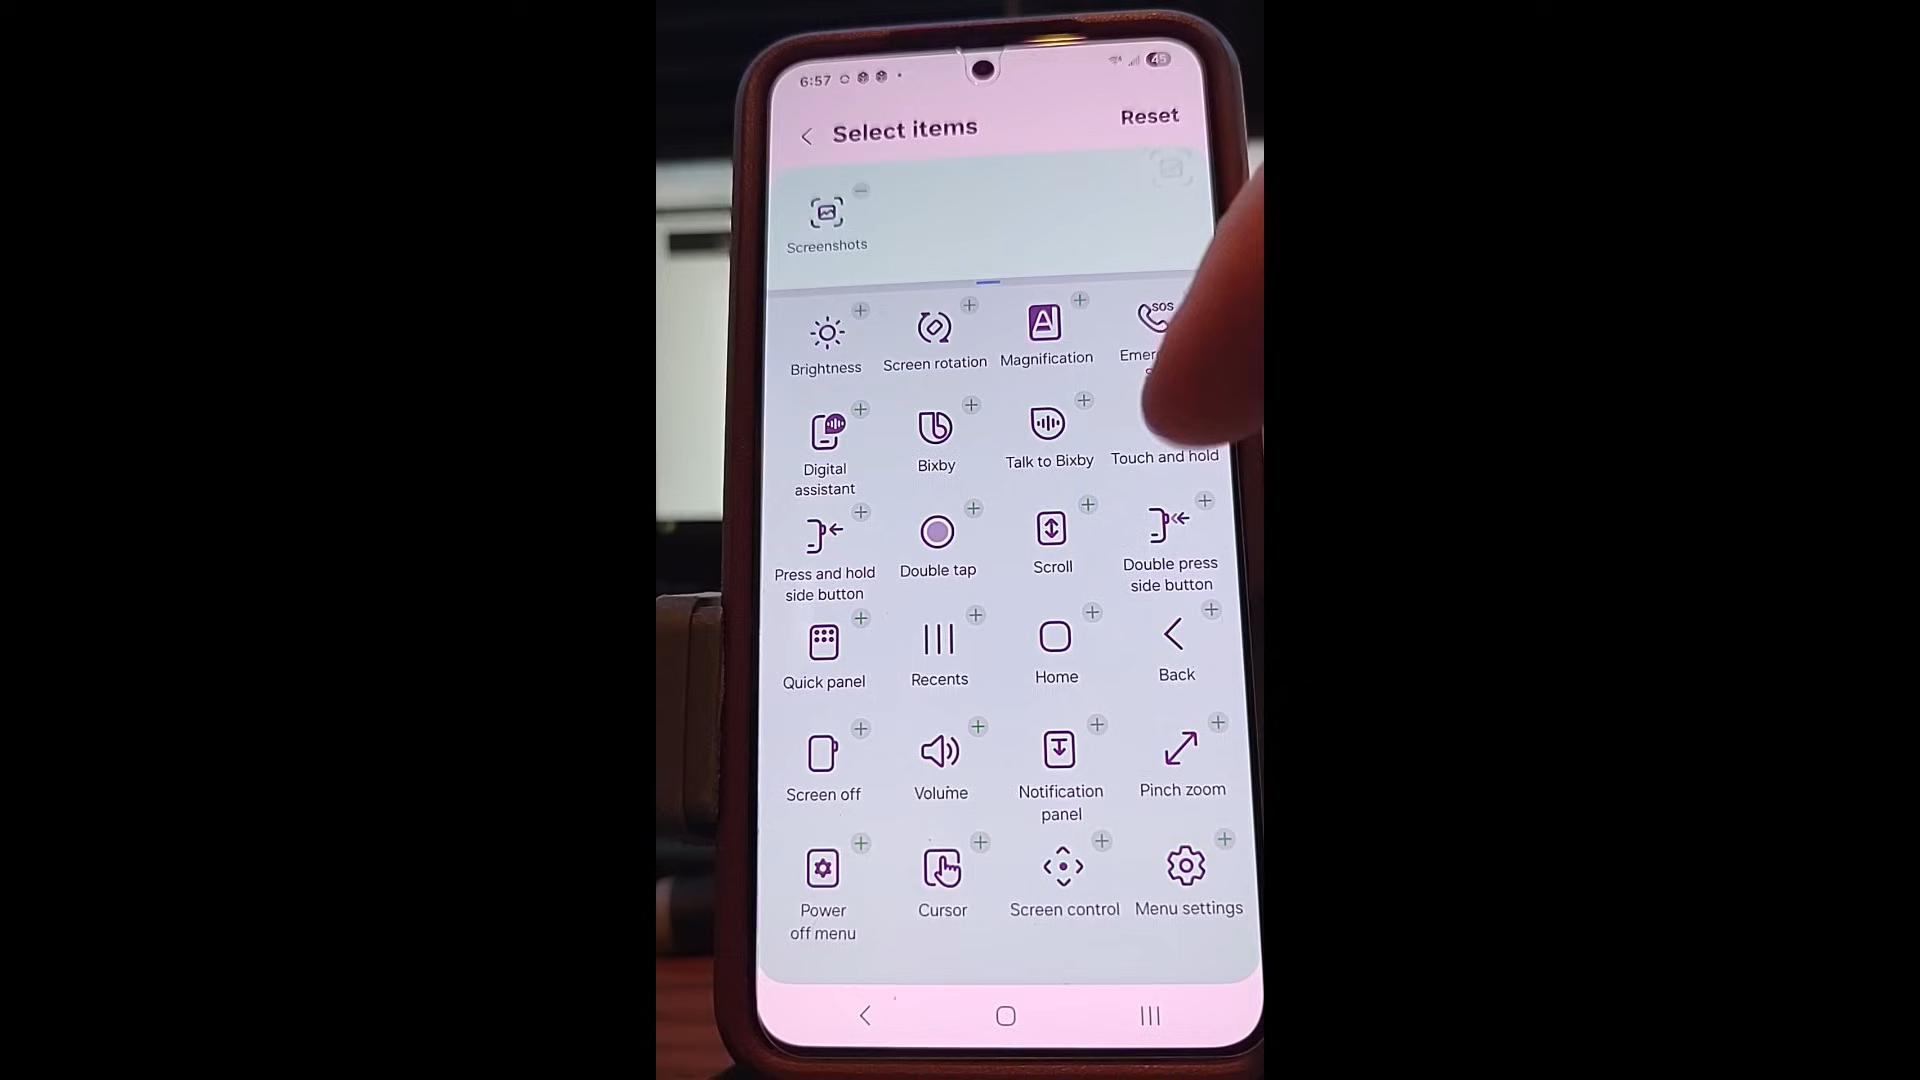 6:57
45
Select items
Reset
Screenshots
Brightness
Screen rotation
Magnification
SOS
Digital
assistant
Bixby
Talk to Bixby
Touch and hold
Press and hold
side button
Double tap
Scroll
Double press
side button
Quick panel
Recents
Home
Back
Screen off
Volume
Notification
panel
Pinch zoom
Power
off menu
Cursor
Screen control
Menu settings